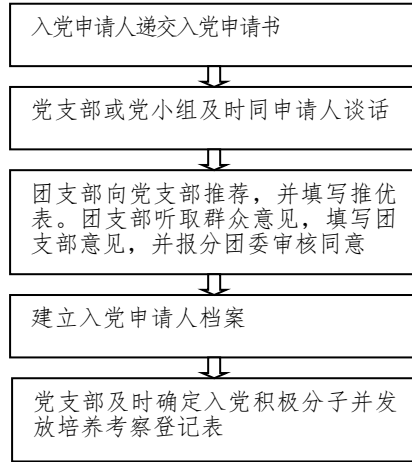 入党申请人递交入党申请书
党支部或党小组及时同申请人谈话
团支部向党支部推荐，并填写推优
表。团支部听取群众意见，填写团
支部意见，并报分团委审核同意
建立入党申请人档案
党支部及时确定入党积极分子并发
放培养考察登记表